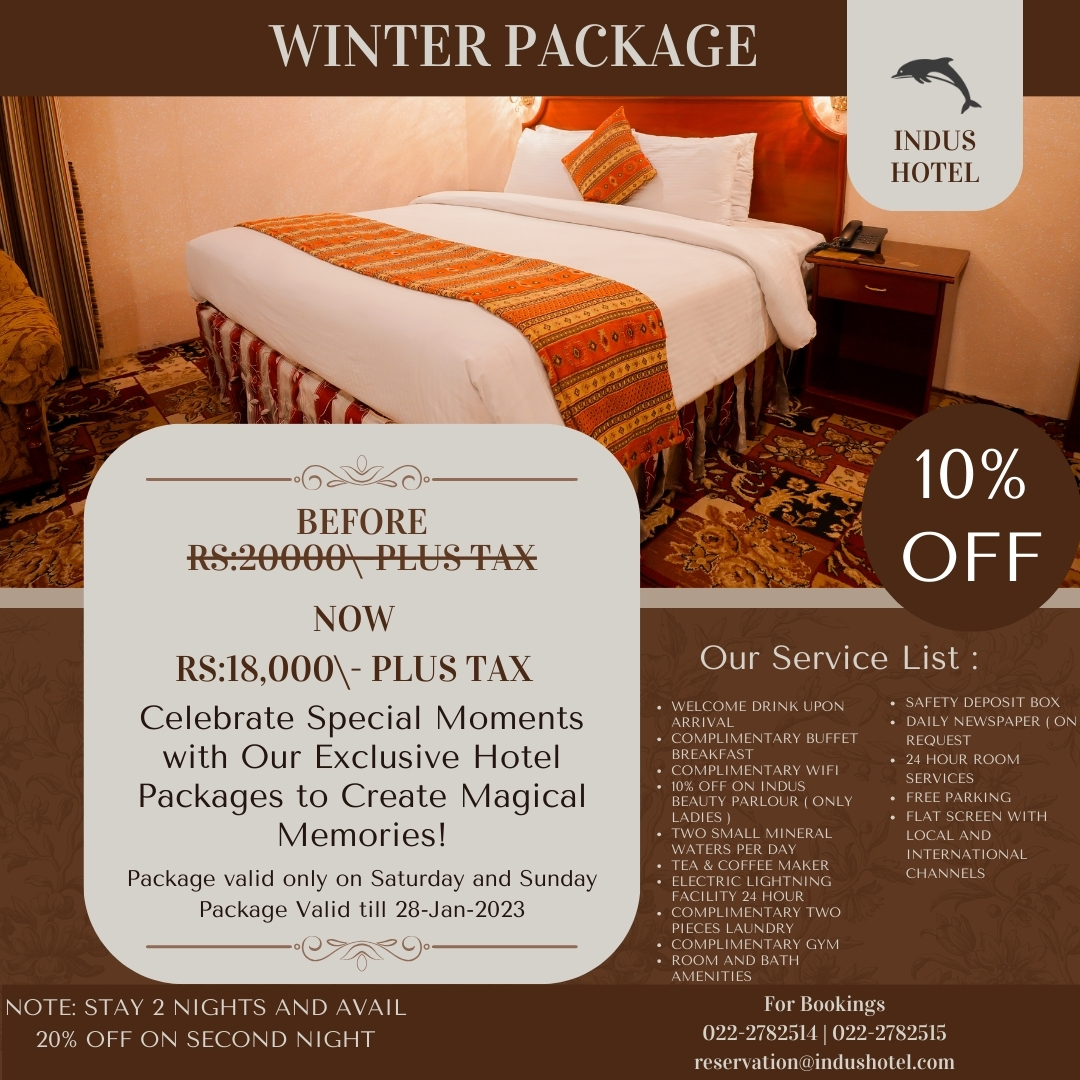 WINTER PACKAGE
INDUS
HOTEL
10%
OFF
BEFORE
RS:20000\ PLUS TAX
NOW
RS:18,000\- PLUS TAX
Celebrate Special Moments
with Our Exclusive Hotel
Packages to Create Magical
Memories!
Package valid only on Saturday and Sunday
Package Valid till 28-Jan-2023
Our Service List :
• WELCOME DRINK UPON
ARRIVAL
• COMPLIMENTARY BUFFET
BREAKFAST
• COMPLIMENTARY WIFI
• 10% OFF ON INDUS
BEAUTY PARLOUR ( ONLY
LADIES )
• TWO SMALL MINERAL
WATERS PER DAY
• TEA & COFFEE MAKER
• ELECTRIC LIGHTNING
FACILITY 24 HOUR
• COMPLIMENTARY TWO
PIECES LAUNDRY
• COMPLIMENTARY GYM
• ROOM AND BATH
AMENITIES
• SAFETY DEPOSIT BOX
• DAILY NEWSPAPER ( ON
REQUEST
• 24 HOUR ROOM
SERVICES
• FREE PARKING
• FLAT SCREEN WITH
LOCAL AND
INTERNATIONAL
CHANNELS
NOTE: STAY 2 NIGHTS AND AVAIL
20% OFF ON SECOND NIGHT
For Bookings
022-2782514 | 022-2782515
reservation@indushotel.com